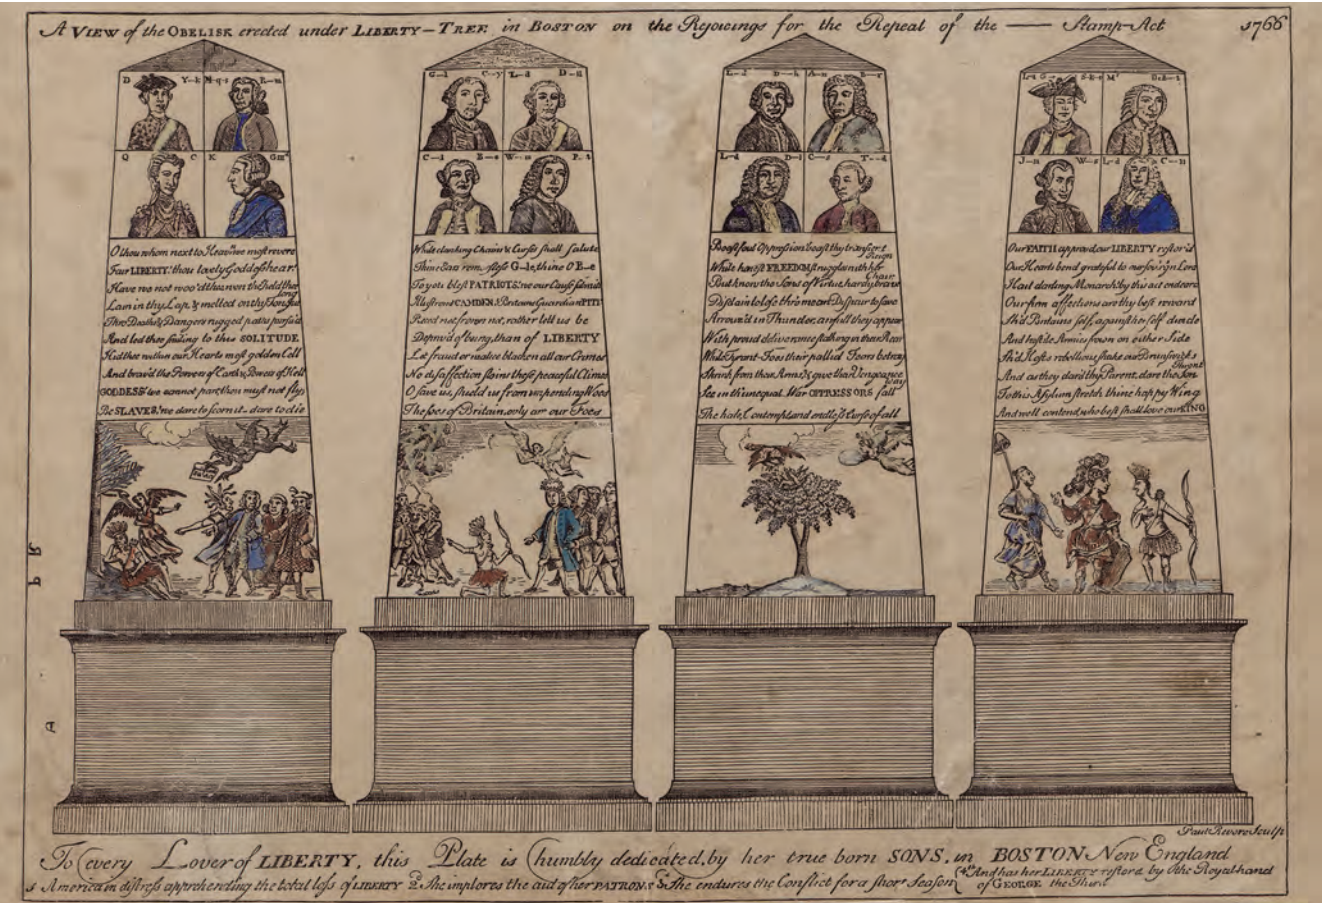 A VIEW of the OBELISK erected under LIBERTY-TREE in BOSTON on the Rejoicings for the Repeal of the —— Stamp-Act 1766
D Y—k M-q-s R—m
Q C K G III
G—l C—y L—d D—
C—l B—e W—m P—t
L—d D—h A—n B—r
L—d D—l C—s T—d
L—d G— S-k-e Mr DeB—t
J—n W—s L—d C—n
O thou whom next to Heav'n we most revere
Fair LIBERTY! thou lovely Goddess hear!
Have we not woo'd thee, won thee, held thee long
Lain in thy Lap, & melted on thy Tongue
Thro Deaths & Dangers rugged paths pursu'd
And led thee smiling to this SOLITUDE
Hid thee within our Hearts most golden Cell
And brav'd the Powers of Earth, & Powers of Hell
GODDESS! we cannot part, thou must not fly,
Be SLAVES! we dare to scorn it - dare to die
While clanking Chains & Curses shall salute
Thine Ears remorseless G—le, thine O B—e
To you blest PATRIOTS we our Cause submit
Illustrous CAMDEN & Britains Guardian PITT
Recede not, frown not, rather let us be
Depriv'd of being, than of LIBERTY
Let fraud or malice blacken all our Crimes
No disaffection stains these peaceful Climes
O save us, shield us from impending Woes
The foes of Britain, only are our Foes
Boast foul Oppression boast thy transient Reign
While honest FREEDOM struggles with her Chain
But know the Sons of Virtue, hardy brave
Disdain to lose thro mean Dispair to save
Arrowz'd in Thunder, awfull they appear
With proud deliverance stalking in their Rear
While Tyrant-Foes their pallid Fears betray
Shrink from their Arms, & give their Vengeance way
See in th'unequal War OPPRESSORS fall
The hate, Contempt, and endless Curse of all
Our FAITH approv'd, our LIBERTY restor'd
Our Hearts bend grateful to our sov'rign Lord
Hail darling Monarch by this act endear'd
Our firm affections are thy best reward
Sh'd Britains self, against herself divide
And hostile Armies frown on either Side
Sh'd Hosts rebellious shake our Brunswick's Throne
And as they dar'd thy Parent, dare the Son
To this Asylum stretch thine happy Wing
And we'll contend, who best shall love our KING
Paul Revere Sculp
To every Lover of LIBERTY, this Plate is humbly dedicated, by her true born SONS, in BOSTON New England
America in distress apprehending the total loss of LIBERTY 2d She implores the aid of her PATRONS 3d She endures the Conflict for a short Season 4th And has her LIBERTY restord by the Royal hand of GEORGE the Third